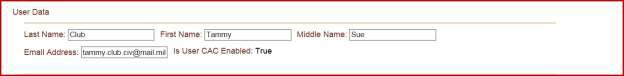 User Data
Last Name: Club First Name: Tammy Middle Name: Sue
Email Address: tammy.club.civ@mail.mil Is User CAC Enabled: True